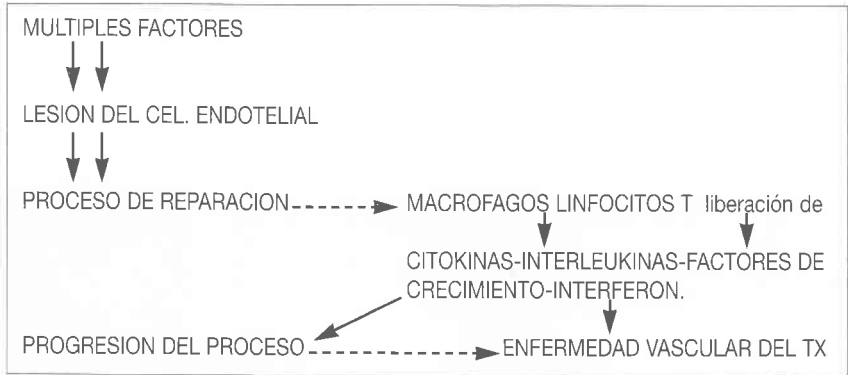 MULTIPLES FACTORES
LESION DEL CEL. ENDOTELIAL
PROCESO DE REPARACION
MACROFAGOS LINFOCITOS T liberación de
CITOKINAS-INTERLEUKINAS-FACTORES DE
CRECIMIENTO-INTERFERON.
PROGRESION DEL PROCESO
ENFERMEDAD VASCULAR DEL TX